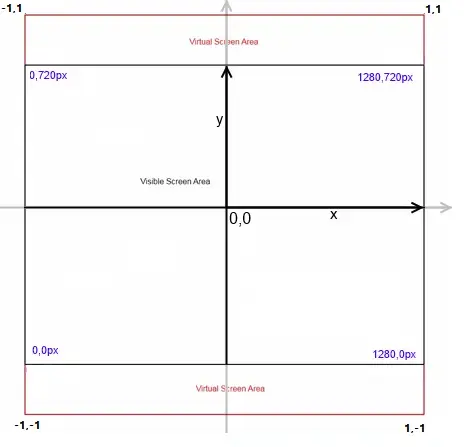 -1,1
1,1
Virtual Screen Area
0,720px
1280,720px
y
Visible Screen Area
0,0
x
0,0px
1280,0px
Virtual Screen Area
-1,-1
1,-1